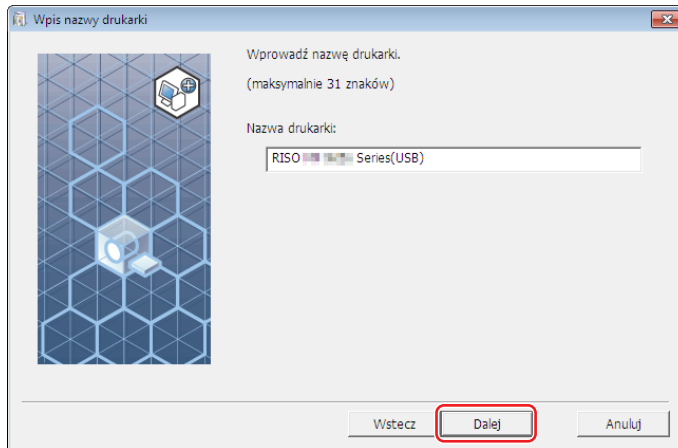 Wpis nazwy drukarki
Wprowadź nazwę drukarki.
(maksymalnie 31 znaków)
Nazwa drukarki:
RISO Series(USB)
Wstecz
Dalej
Anuluj